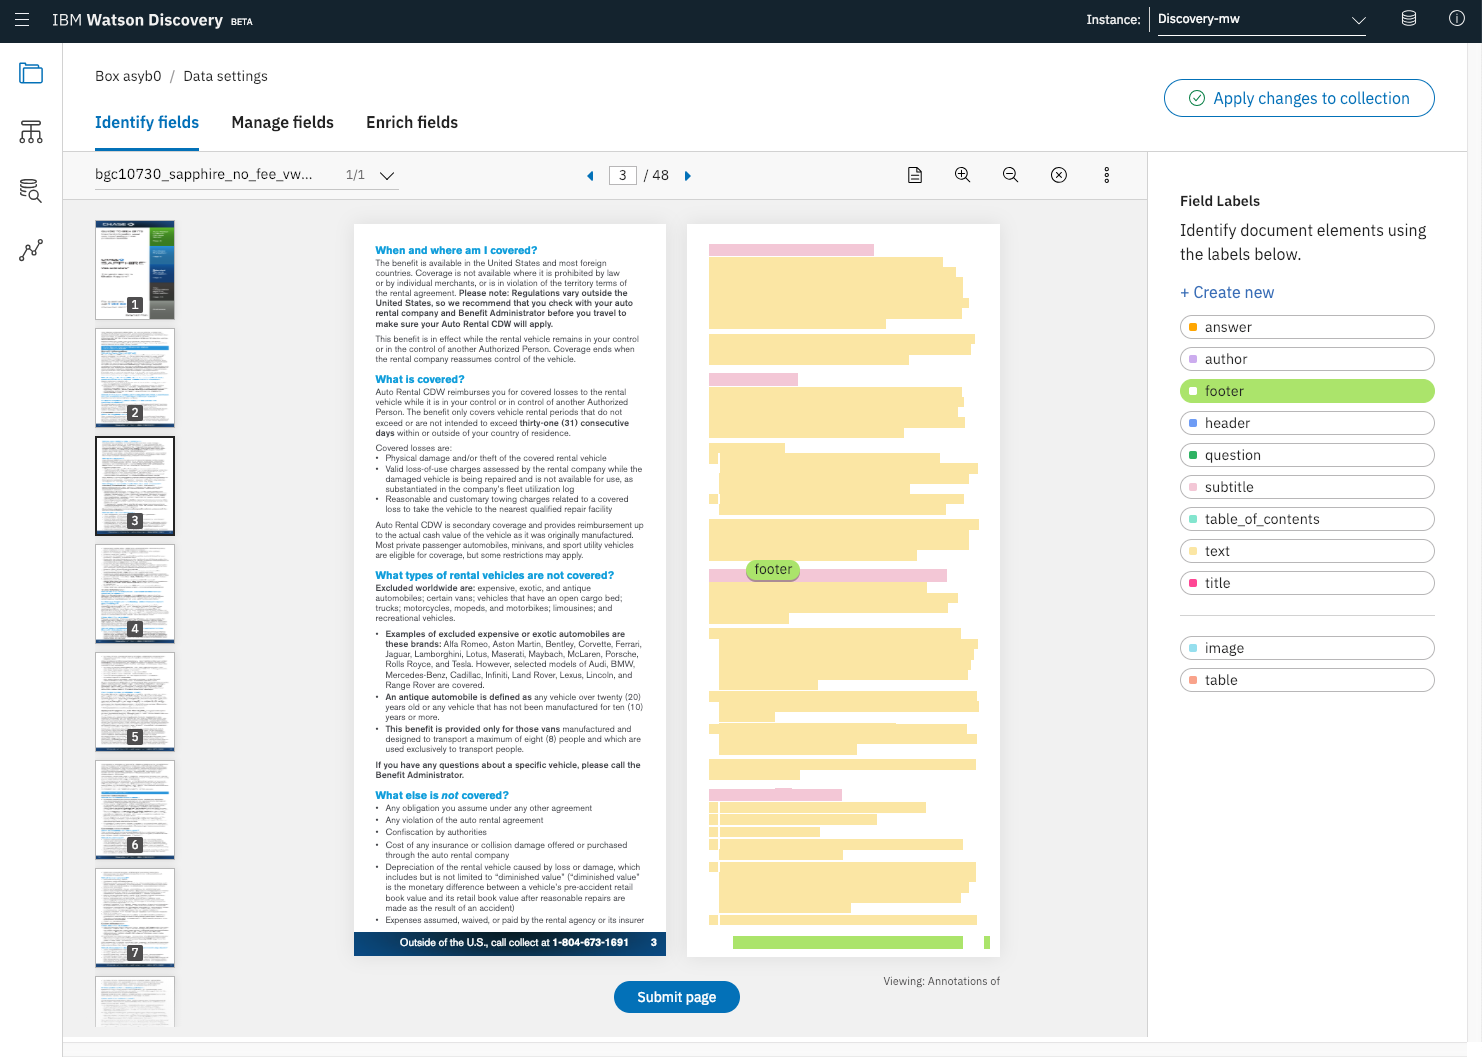 IBM Watson Discovery BETA
Instance: Discovery-mw
Box asyb0 / Data settings
Apply changes to collection
Identify fields Manage fields Enrich fields
bgc10730_sapphire_no_fee_vw... 1/1
3 / 48
1
2
3
4
5
6
7
When and where am I covered?
The benefit is available in the United States and most foreign
countries. Coverage is not available where it is prohibited by law
or by individual merchants, or is in violation of the territory terms of
the rental agreement. Please note: Regulations vary outside the
United States, so we recommend that you check with your auto
rental company and Benefit Administrator before you travel to
make sure your Auto Rental CDW will apply.
This benefit is in effect while the rental vehicle remains in your control
or in the control of another Authorized Person. Coverage ends when
the rental company reassumes control of the vehicle.
What is covered?
Auto Rental CDW reimburses you for covered losses to the rental
vehicle while it is in your control or in control of another Authorized
Person. The benefit only covers vehicle rental periods that do not
exceed or are not intended to exceed thirty-one (31) consecutive
days within or outside of your country of residence.
Covered losses are:
• Physical damage and/or theft of the covered rental vehicle
• Valid loss-of-use charges assessed by the rental company while the
damaged vehicle is being repaired and is not available for use, as
substantiated in the company's fleet utilization log
• Reasonable and customary towing charges related to a covered
loss to take the vehicle to the nearest qualified repair facility
Auto Rental CDW is secondary coverage and provides reimbursement up
to the actual cash value of the vehicle as it was originally manufactured.
Most private passenger automobiles, minivans, and sport utility vehicles
are eligible for coverage, but some restrictions may apply.
What types of rental vehicles are not covered?
Excluded worldwide are: expensive, exotic, and antique
automobiles; certain vans; vehicles that have an open cargo bed;
trucks; motorcycles, mopeds, and motorbikes; limousines; and
recreational vehicles.
• Examples of excluded expensive or exotic automobiles are
these brands: Alfa Romeo, Aston Martin, Bentley, Corvette, Ferrari,
Jaguar, Lamborghini, Lotus, Maserati, Maybach, McLaren, Porsche,
Rolls Royce, and Tesla. However, selected models of Audi, BMW,
Mercedes-Benz, Cadillac, Infiniti, Land Rover, Lexus, Lincoln, and
Range Rover are covered.
• An antique automobile is defined as any vehicle over twenty (20)
years old or any vehicle that has not been manufactured for ten (10)
years or more.
• This benefit is provided only for those vans manufactured and
designed to transport a maximum of eight (8) people and which are
used exclusively to transport people.
If you have any questions about a specific vehicle, please call the
Benefit Administrator.
What else is not covered?
• Any obligation you assume under any other agreement
• Any violation of the auto rental agreement
• Confiscation by authorities
• Cost of any insurance or collision damage offered or purchased
through the auto rental company
• Depreciation of the rental vehicle caused by loss or damage, which
includes but is not limited to "diminished value" ("diminished value"
is the monetary difference between a vehicle's pre-accident retail
book value and its retail book value after reasonable repairs are
made as the result of an accident)
• Expenses assumed, waived, or paid by the rental agency or its insurer
Outside of the U.S., call collect at 1-804-673-1691 3
footer
Viewing: Annotations of
Submit page
Field Labels
Identify document elements using
the labels below.
+ Create new
answer
author
footer
header
question
subtitle
table_of_contents
text
title
image
table